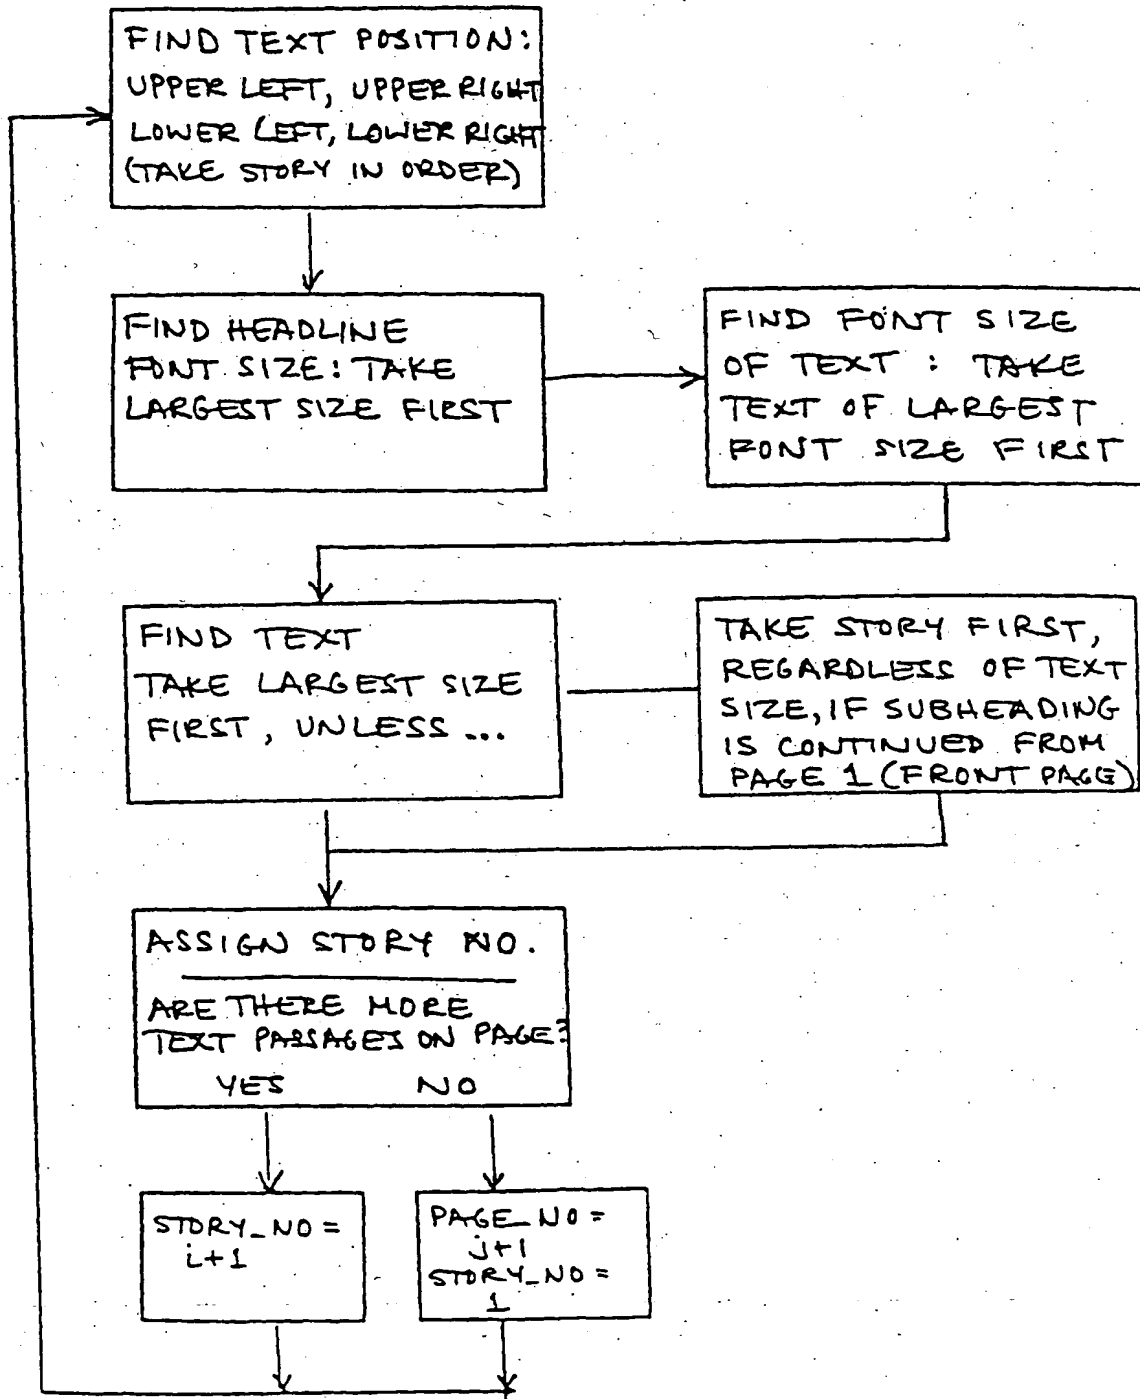 FIND TEXT POSITION:
UPPER LEFT, UPPER RIGHT
LOWER LEFT, LOWER RIGHT
(TAKE STORY IN ORDER)
FIND HEADLINE
FONT SIZE: TAKE
LARGEST SIZE FIRST
FIND FONT SIZE
OF TEXT : TAKE
TEXT OF LARGEST
FONT SIZE FIRST
FIND TEXT
TAKE LARGEST SIZE
FIRST, UNLESS ...
TAKE STORY FIRST,
REGARDLESS OF TEXT
SIZE, IF SUBHEADING
IS CONTINUED FROM
PAGE 1 (FRONT PAGE)
ASSIGN STORY NO.
ARE THERE MORE
TEXT PASSAGES ON PAGE?
YES NO
STORY_NO =
i+1
PAGE_NO =
j+1
STORY_NO =
1